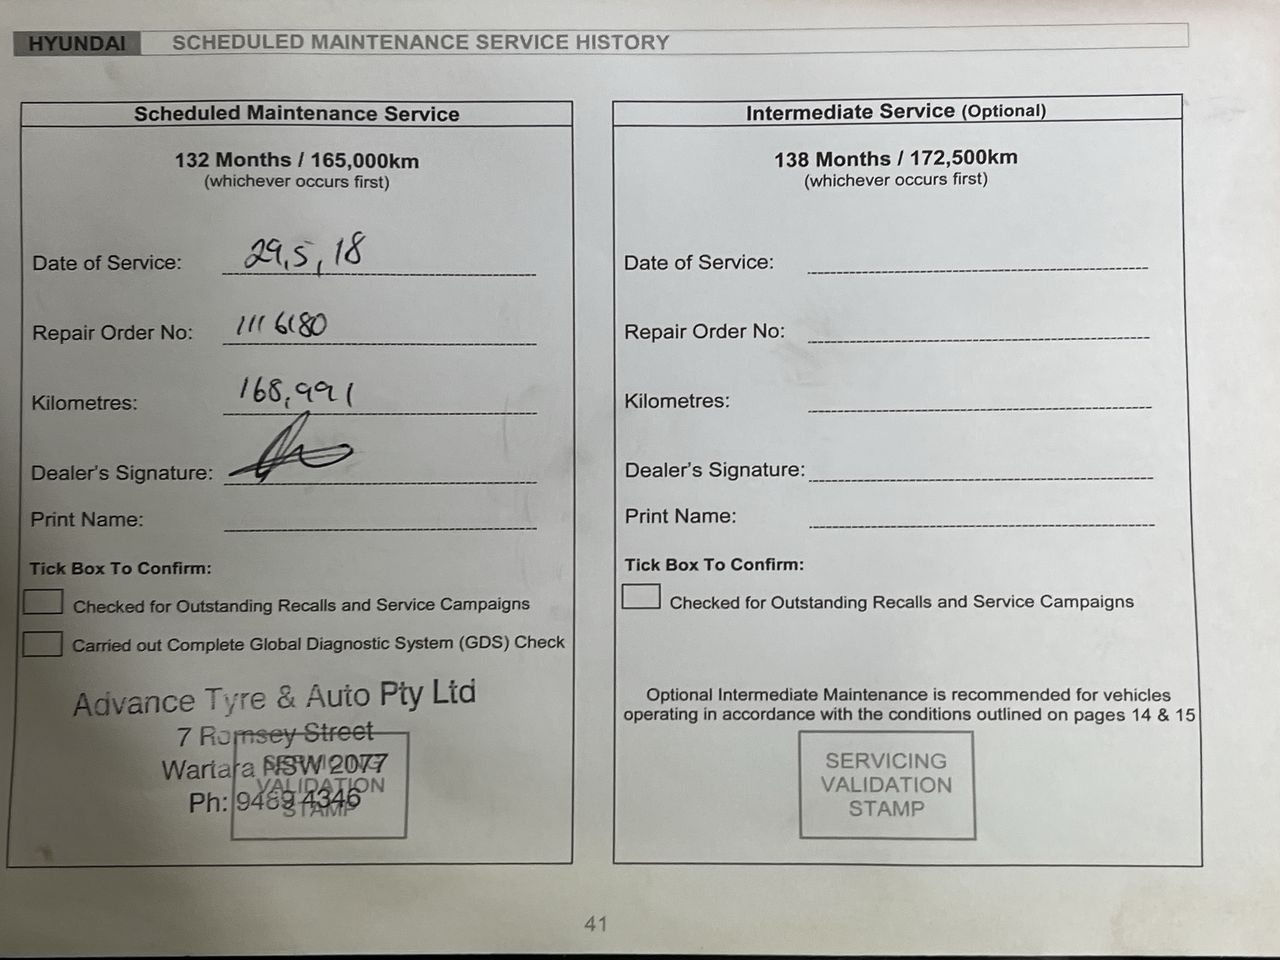 HYUNDAI SCHEDULED MAINTENANCE SERVICE HISTORY
Scheduled Maintenance Service
132 Months / 165,000km
(whichever occurs first)
Date of Service: 29,5,18
Repair Order No: 1116180
Kilometres: 168,991
Dealer's Signature:
Print Name:
Tick Box To Confirm:
Checked for Outstanding Recalls and Service Campaigns
Carried out Complete Global Diagnostic System (GDS) Check
Advance Tyre & Auto Pty Ltd
7 Romsey Street
Wartara NSW 2077
Ph: 9489 4346
SERVICING
VALIDATION
STAMP
Intermediate Service (Optional)
138 Months / 172,500km
(whichever occurs first)
Date of Service:
Repair Order No:
Kilometres:
Dealer's Signature:
Print Name:
Tick Box To Confirm:
Checked for Outstanding Recalls and Service Campaigns
Optional Intermediate Maintenance is recommended for vehicles
operating in accordance with the conditions outlined on pages 14 & 15
SERVICING
VALIDATION
STAMP
41